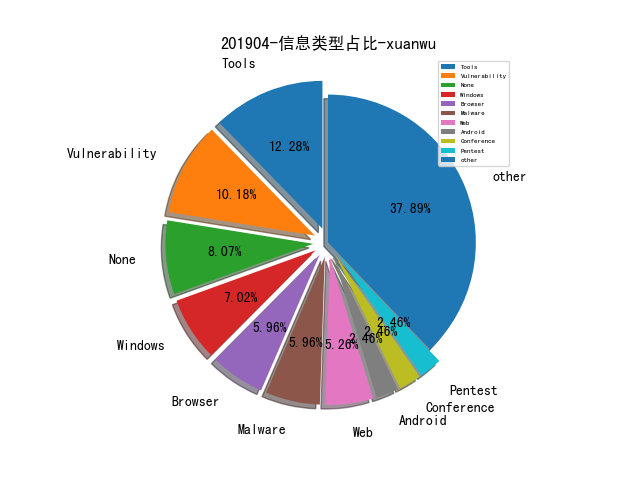 201904-信息类型占比-xuanwu
Tools
Vulnerability
None
Windows
Browser
Malware
Web
Android
Conference
Pentest
other
12.28%
10.18%
8.07%
7.02%
5.96%
5.96%
5.26%
2.46%
2.46%
2.46%
37.89%
Tools
Vulnerability
None
Windows
Browser
Malware
Web
Android
Conference
Pentest
other